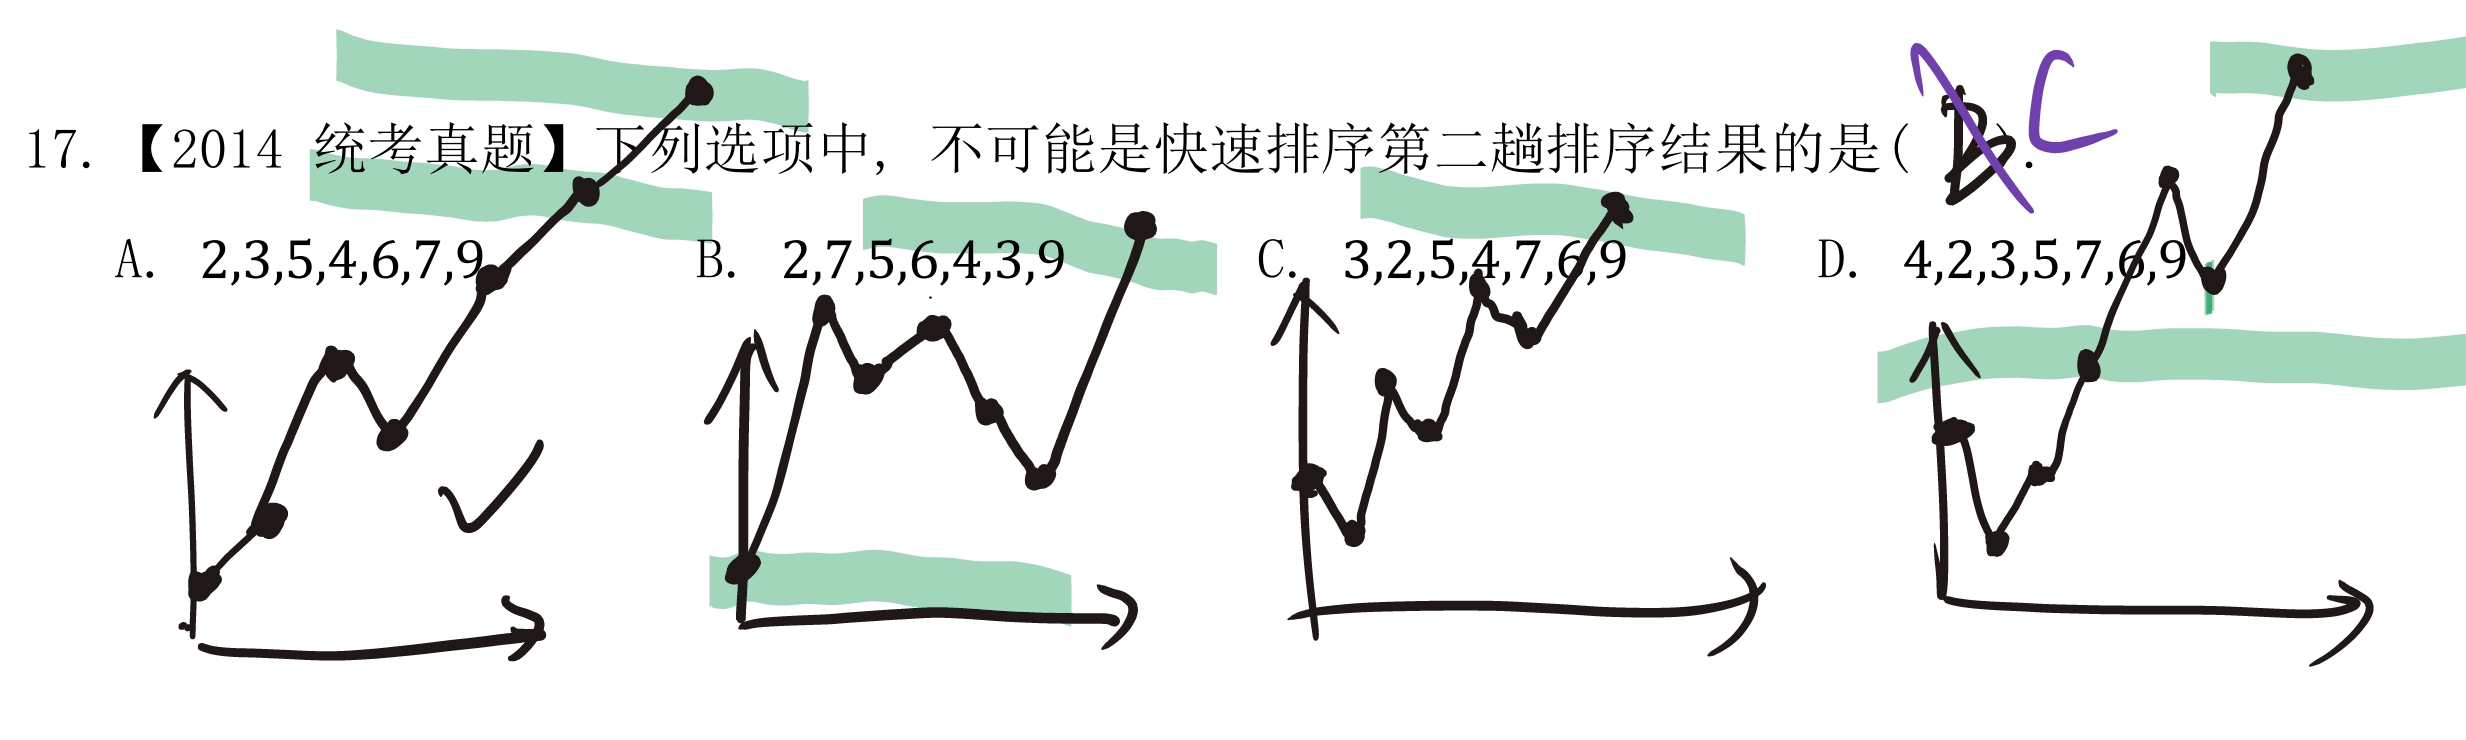 17. 【2014 统考真题】下列选项中, 不可能是快速排序第二趟排序结果的是( B ). C
A. 2,3,5,4,6,7,9 B. 2,7,5,6,4,3,9 C. 3,2,5,4,7,6,9 D. 4,2,3,5,7,6,9